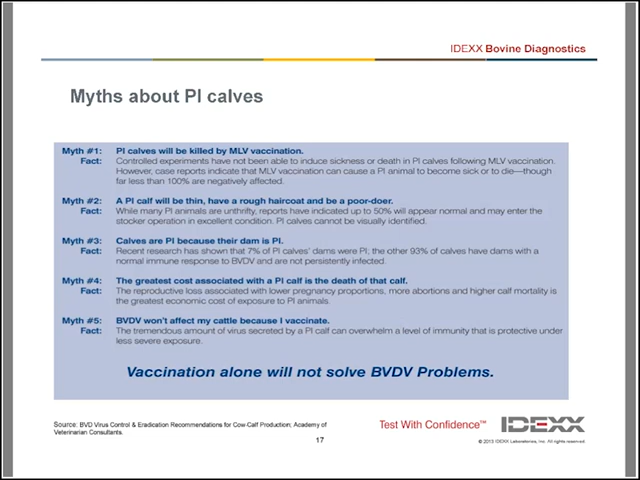 IDEXX Bovine Diagnostics
Myths about PI calves
Myth #1: PI calves will be killed by MLV vaccination.
Fact: Controlled experiments have not been able to induce sickness or death in PI calves following MLV vaccination.
However, case reports indicate that MLV vaccination can cause a PI animal to become sick or to die—though
far less than 100% are negatively affected.
Myth #2: A PI calf will be thin, have a rough haircoat and be a poor-doer.
Fact: While many PI animals are unthrifty, reports have indicated up to 50% will appear normal and may enter the
stocker operation in excellent condition. PI calves cannot be visually identified.
Myth #3: Calves are PI because their dam is PI.
Fact: Recent research has shown that 7% of PI calves' dams were PI; the other 93% of calves have dams with a
normal immune response to BVDV and are not persistently infected.
Myth #4: The greatest cost associated with a PI calf is the death of that calf.
Fact: The reproductive loss associated with lower pregnancy proportions, more abortions and higher calf mortality is
the greatest economic cost of exposure to PI animals.
Myth #5: BVDV won't affect my cattle because I vaccinate.
Fact: The tremendous amount of virus secreted by a PI calf can overwhelm a level of immunity that is protective under
less severe exposure.
Vaccination alone will not solve BVDV Problems.
Source: BVD Virus Control & Eradication Recommendations for Cow-Calf Production; Academy of
Veterinarian Consultants.
17
Test With Confidence™
IDEXX
© 2013 IDEXX Laboratories, Inc. All rights reserved.